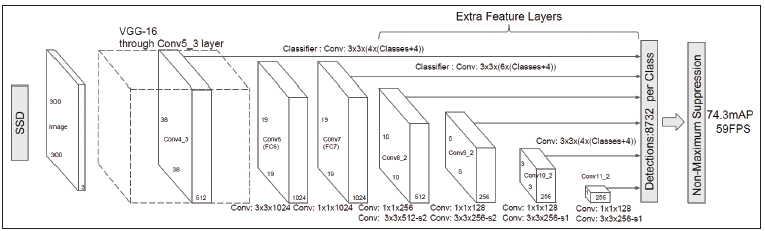 Extra Feature Layers
VGG-16
through Conv5_3 layer
Classifier : Conv: 3x3x(4x(Classes+4))
Classifier : Conv: 3x3x(6x(Classes+4))
SSD
300
Image
300
3
38
Conv4_3
38
512
19
Conv6
(FC6)
19
1024
19
Conv7
(FC7)
19
1024
10
Conv8_2
10
512
5
Conv9_2
5
256
Conv: 3x3x(4x(Classes+4))
3
Conv10_2
3
256
Conv11_2
256
Detections:8732 per Class
Non-Maximum Suppression
74.3mAP
59FPS
Conv: 3x3x1024
Conv: 1x1x1024
Conv: 1x1x256
Conv: 3x3x512-s2
Conv: 1x1x128
Conv: 3x3x256-s2
Conv: 1x1x128
Conv: 3x3x256-s1
Conv: 1x1x128
Conv: 3x3x256-s1